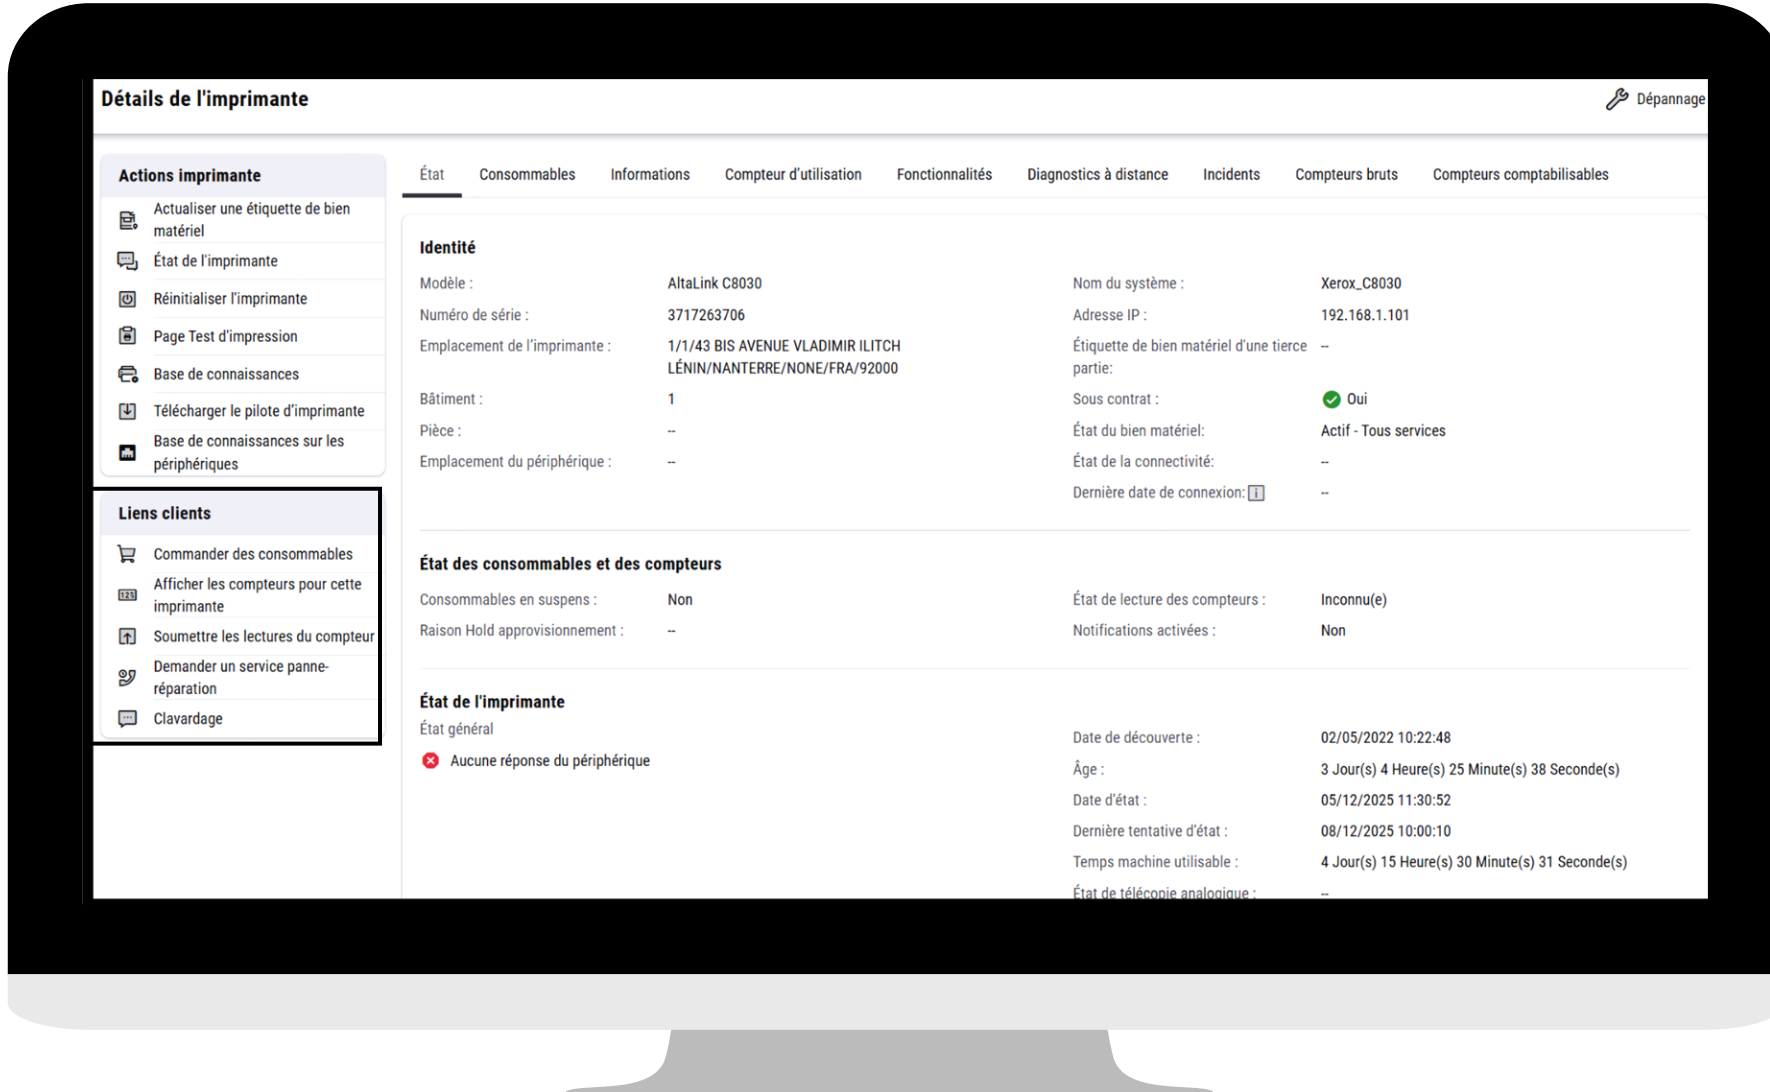 Détails de l'imprimante
Dépannage
Actions imprimante
Actualiser une étiquette de bien
matériel
État de l'imprimante
Réinitialiser l'imprimante
Page Test d'impression
Base de connaissances
Télécharger le pilote d'imprimante
Base de connaissances sur les
périphériques
Liens clients
Commander des consommables
Afficher les compteurs pour cette
imprimante
Soumettre les lectures du compteur
Demander un service panne-
réparation
Clavardage
État Consommables Informations Compteur d'utilisation Fonctionnalités Diagnostics à distance Incidents Compteurs bruts Compteurs comptabilisables
Identité
Modèle : AltaLink C8030
Numéro de série : 3717263706
Emplacement de l'imprimante : 1/1/43 BIS AVENUE VLADIMIR ILITCH
LÉNIN/NANTERRE/NONE/FRA/92000
Bâtiment : 1
Pièce : --
Emplacement du périphérique : --
Nom du système : Xerox_C8030
Adresse IP : 192.168.1.101
Étiquette de bien matériel d'une tierce --
partie:
Sous contrat : Oui
État du bien matériel: Actif - Tous services
État de la connectivité: --
Dernière date de connexion: i --
État des consommables et des compteurs
Consommables en suspens : Non
Raison Hold approvisionnement : --
État de lecture des compteurs : Inconnu(e)
Notifications activées : Non
État de l'imprimante
État général
Aucune réponse du périphérique
Date de découverte : 02/05/2022 10:22:48
Âge : 3 Jour(s) 4 Heure(s) 25 Minute(s) 38 Seconde(s)
Date d'état : 05/12/2025 11:30:52
Dernière tentative d'état : 08/12/2025 10:00:10
Temps machine utilisable : 4 Jour(s) 15 Heure(s) 30 Minute(s) 31 Seconde(s)
État de télécopie analogique : --